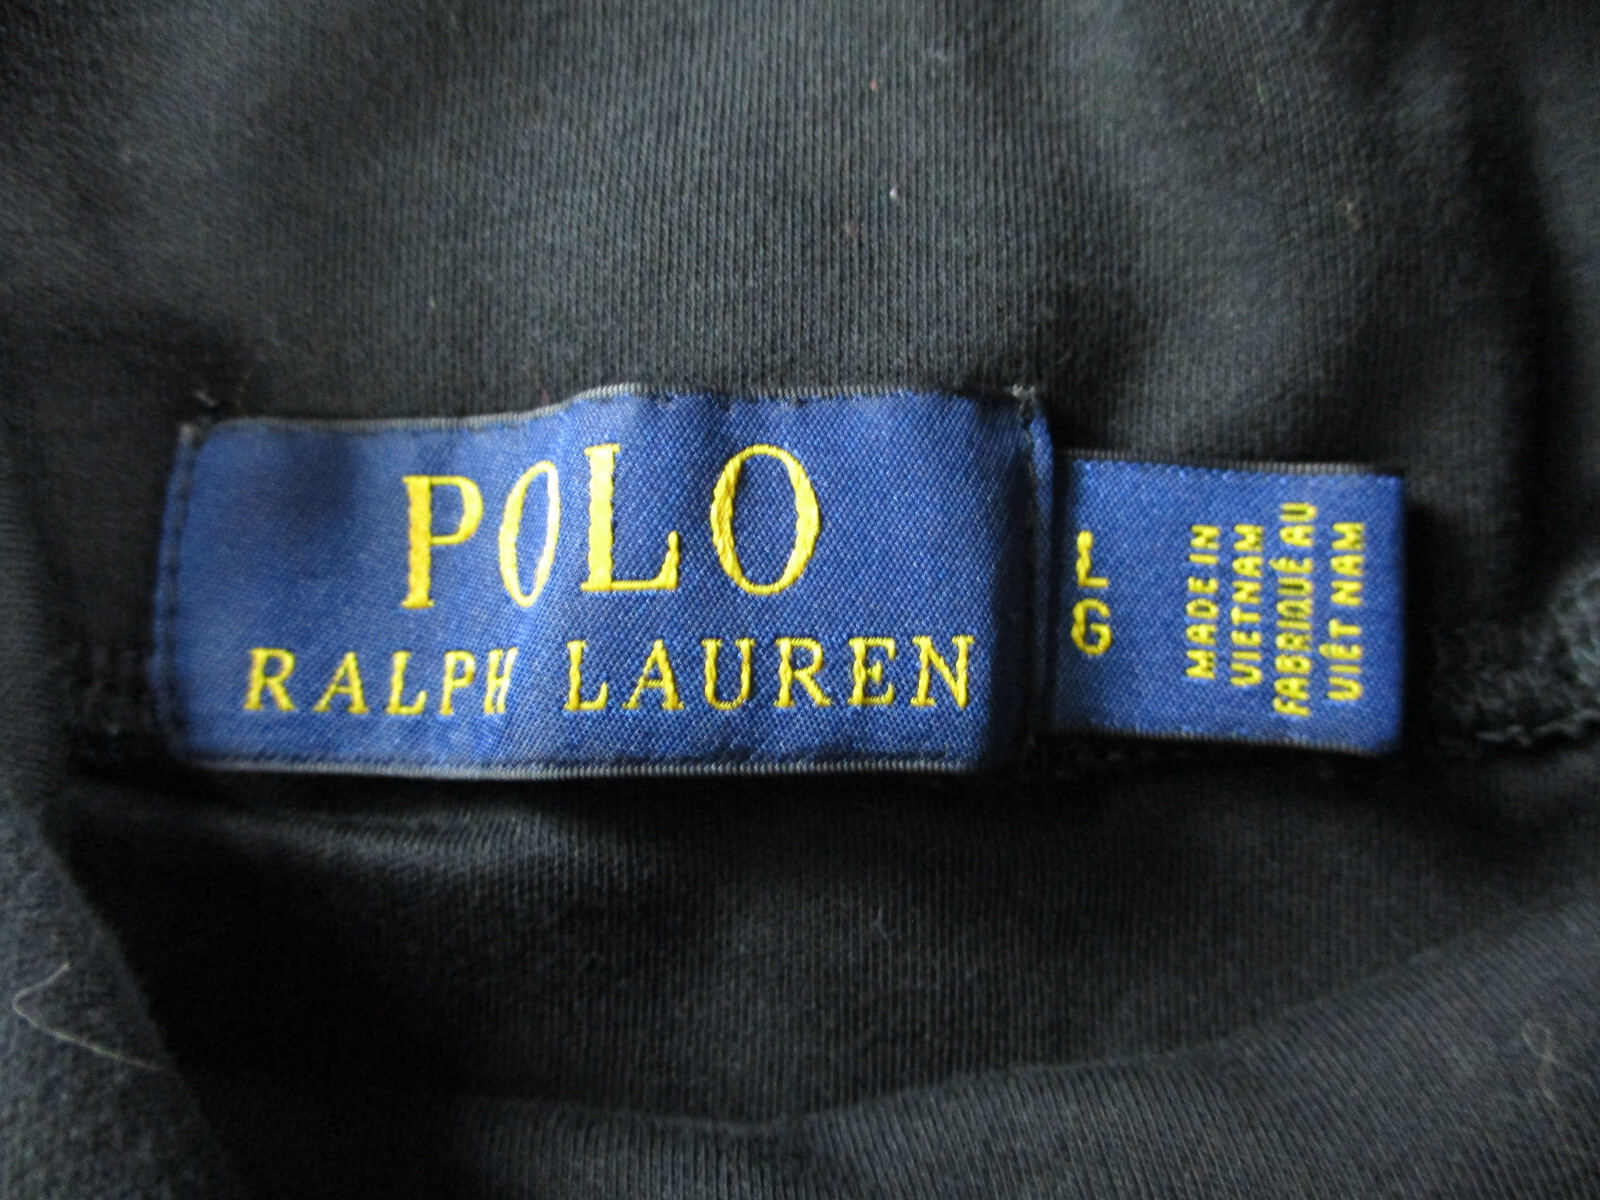 POLO
RALPH LAUREN
L
G
MADE IN
VIETNAM
FABRIQUÉ AU
VIÊT NAM